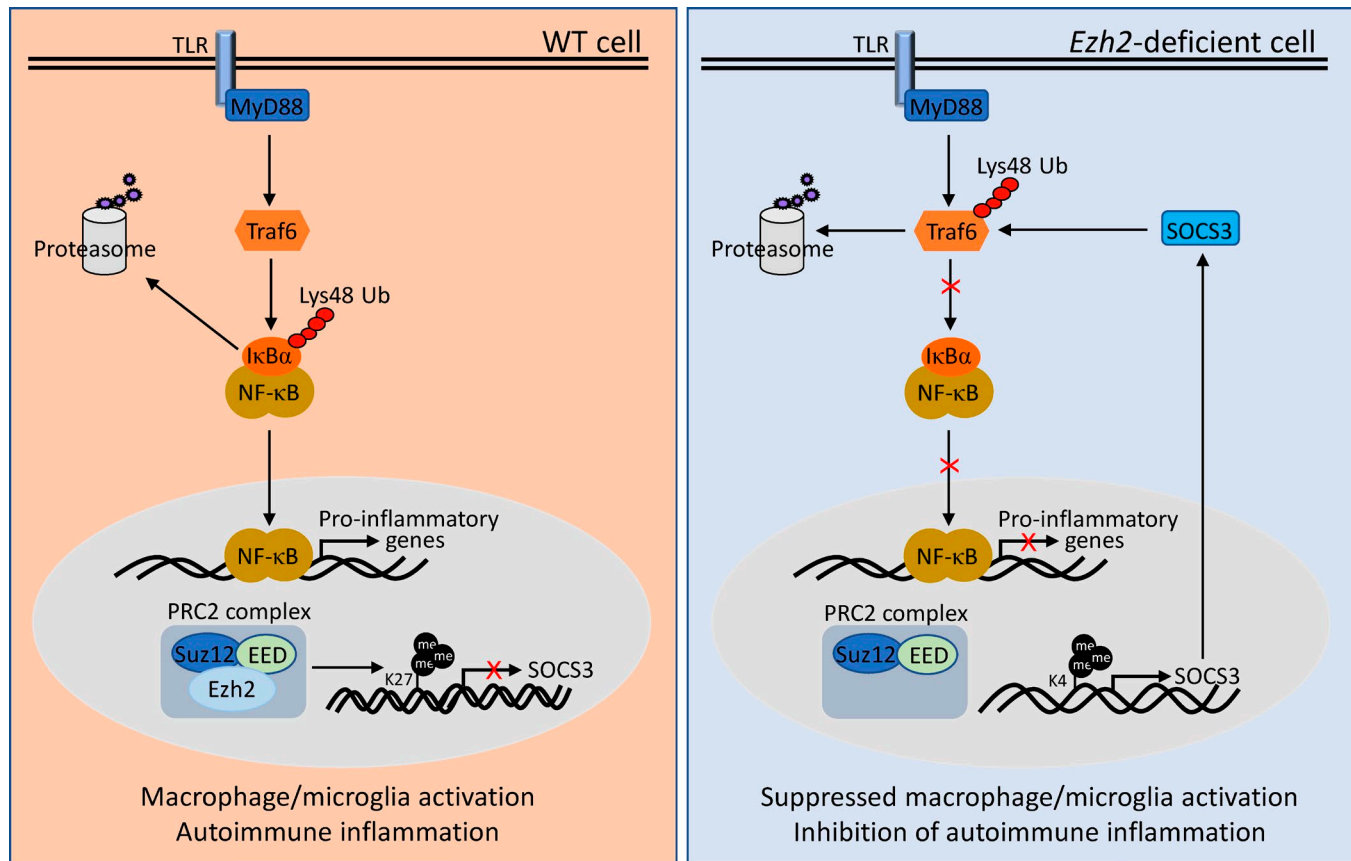 TLR
WT cell
MyD88
Lys48 Ub
Proteasome
Traf6
Lys48 Ub
IκBα
NF-κB
Pro-inflammatory
genes
NF-κB
PRC2 complex
Suz12
EED
Ezh2
K27
me
me
me
X
SOCS3
Macrophage/microglia activation
Autoimmune inflammation
TLR
Ezh2-deficient cell
MyD88
Lys48 Ub
Proteasome
Traf6
SOCS3
X
IκBα
NF-κB
X
Pro-inflammatory
genes
X
NF-κB
PRC2 complex
Suz12
EED
K4
me
me
me
SOCS3
Suppressed macrophage/microglia activation
Inhibition of autoimmune inflammation